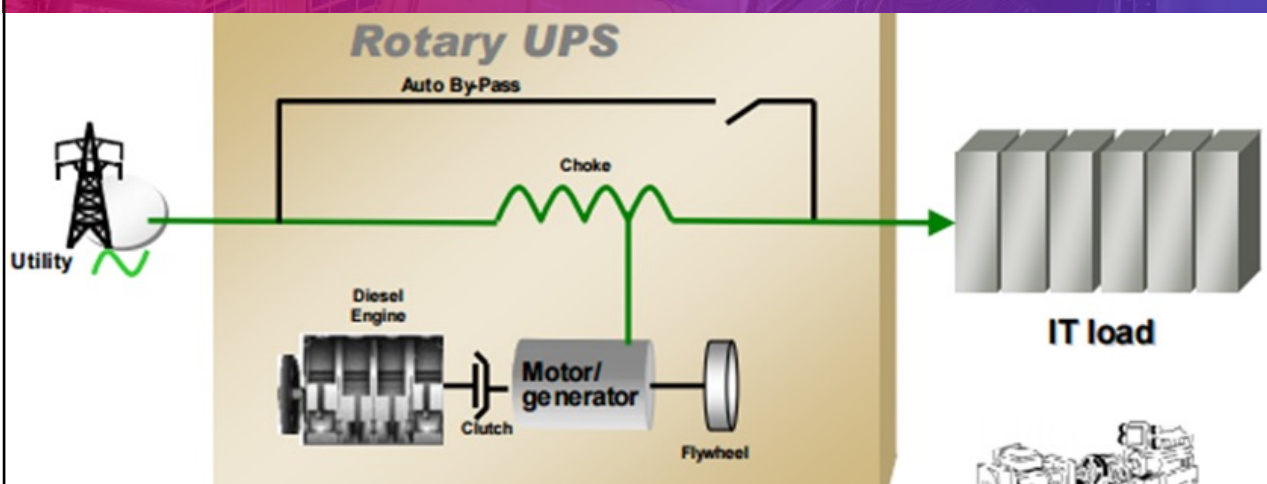 Rotary UPS
Auto By-Pass
Choke
Utility
Diesel
Engine
IT load
Motor/
generator
Clutch
Flywheel